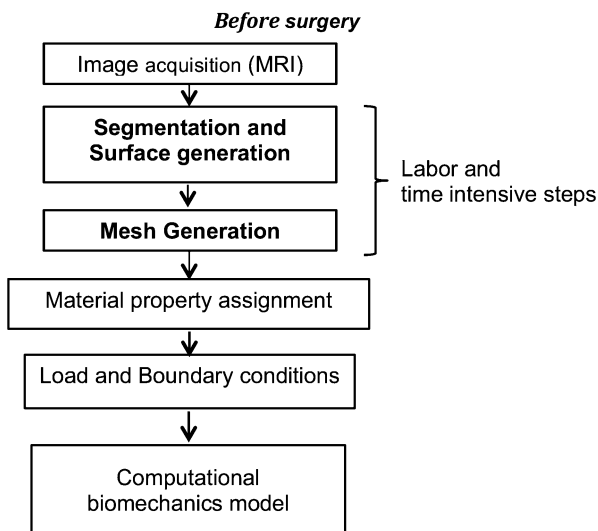 Before surgery
Image acquisition (MRI)
Segmentation and
Surface generation
Labor and
time intensive steps
Mesh Generation
Material property assignment
Load and Boundary conditions
Computational
biomechanics model